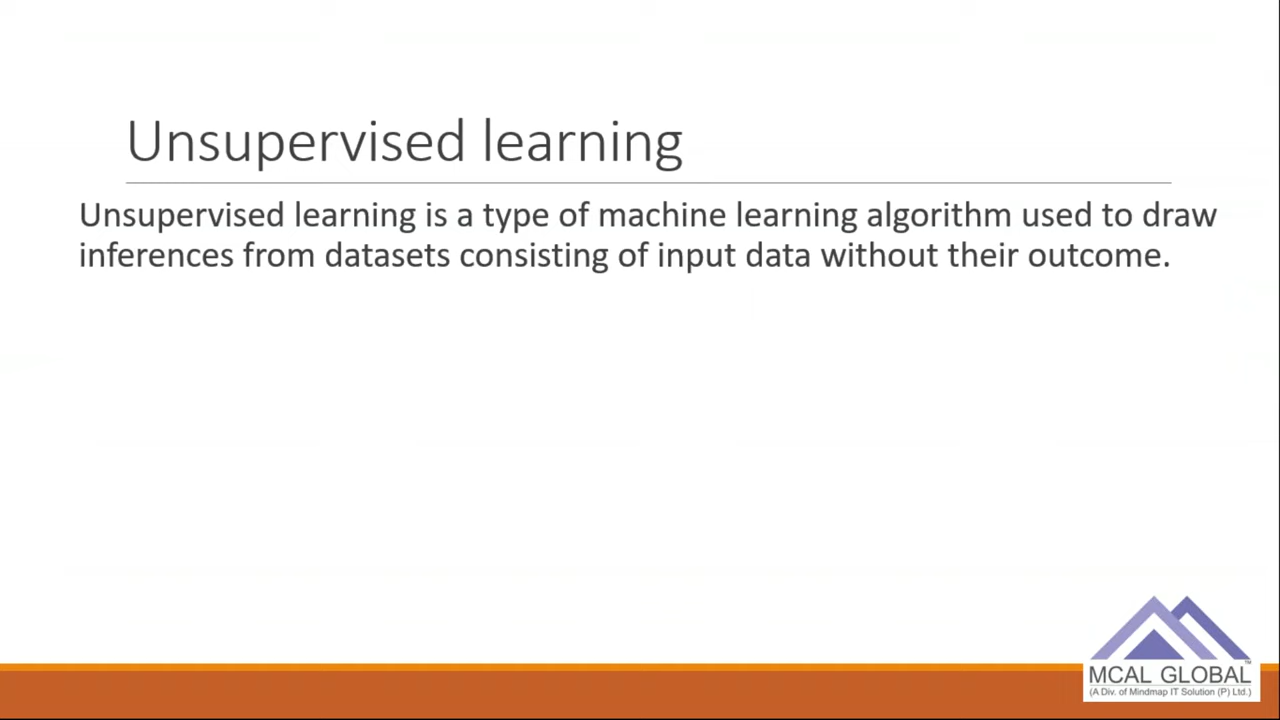 Unsupervised learning
Unsupervised learning is a type of machine learning algorithm used to draw
inferences from datasets consisting of input data without their outcome.
MCAL GLOBAL™
(A Div. of Mindmap IT Solution (P) Ltd.)